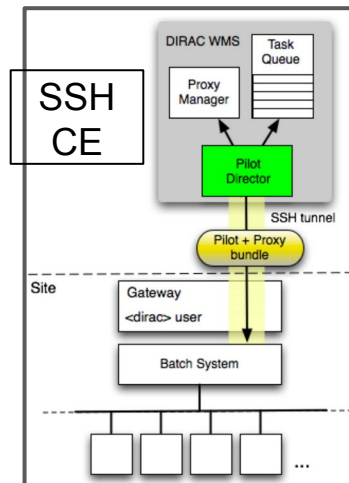 DIRAC WMS
Task
Queue
Proxy
Manager
SSH
CE
Pilot
Director
SSH tunnel
Pilot + Proxy
bundle
Site
Gateway
<dirac> user
Batch System
...